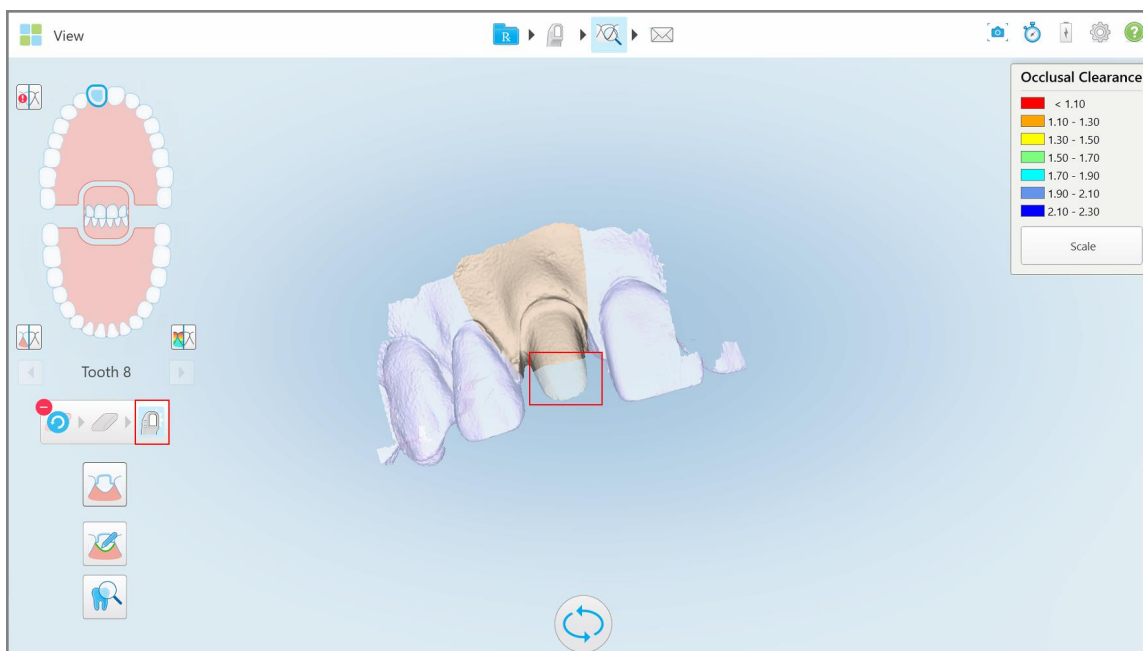 View
R
Occlusal Clearance
< 1.10
1.10 - 1.30
1.30 - 1.50
1.50 - 1.70
1.70 - 1.90
1.90 - 2.10
2.10 - 2.30
Scale
Tooth 8